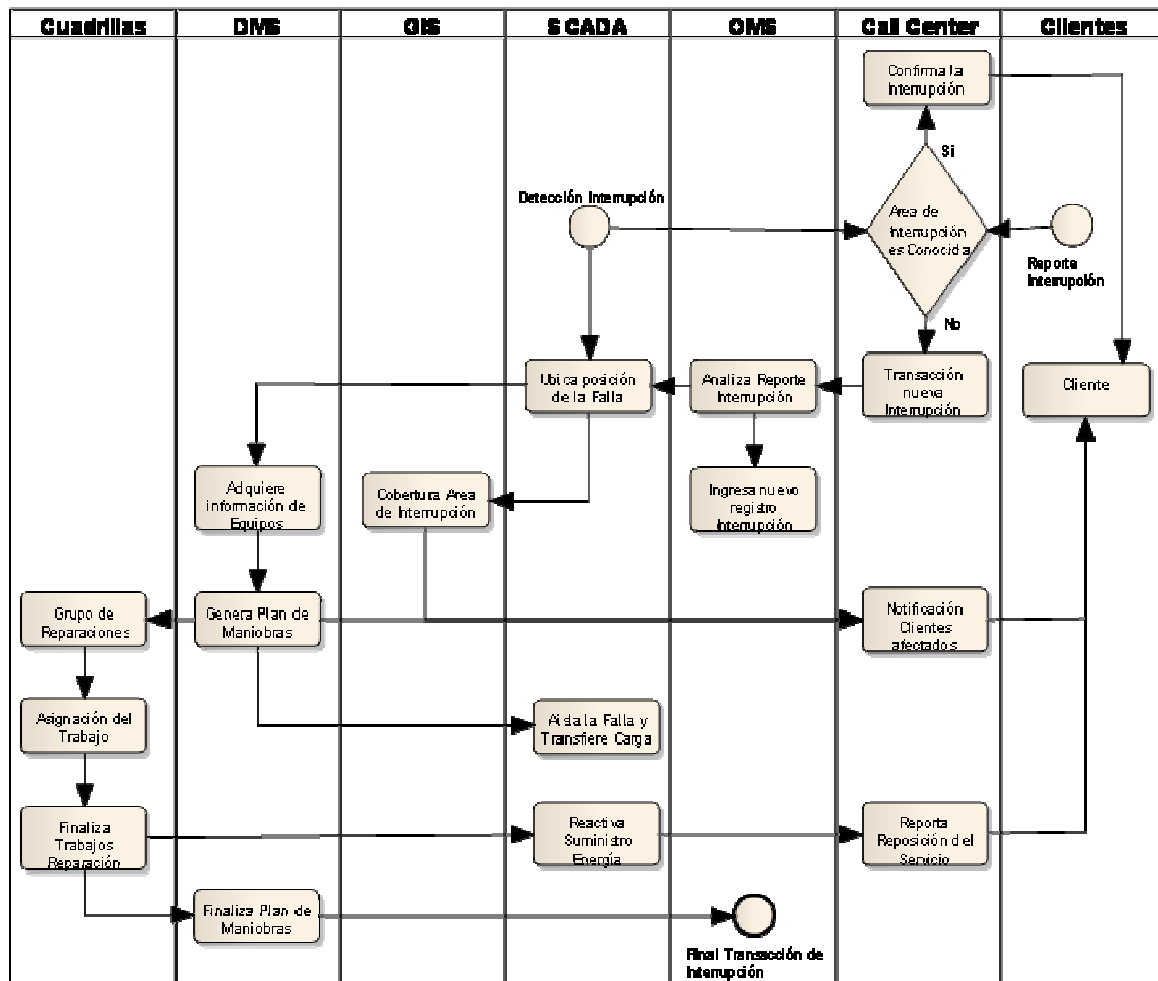 Cuadrillas
DMS
GIS
SCADA
OMS
Call Center
Clientes
Confirma la
Interrupción
Si
Detección Interrupción
Area de
Interrupción
es Conocida
Reporte
Interrupción
No
Ubica posición
de la Falla
Analiza Reporte
Interrupción
Transacción
nueva
Interrupción
Cliente
Adquiere
información de
Equipos
Cobertura Area
de Interrupción
Ingresa nuevo
registro
Interrupción
Grupo de
Reparaciones
Genera Plan de
Maniobras
Notificación
Clientes
afectados
Asignación del
Trabajo
Aisla la Falla y
Transfiere Carga
Finaliza
Trabajos
Reparación
Reactiva
Suministro
Energía
Reporta
Reposición del
Servicio
Finaliza Plan de
Maniobras
Final Transacción de
Interrupción